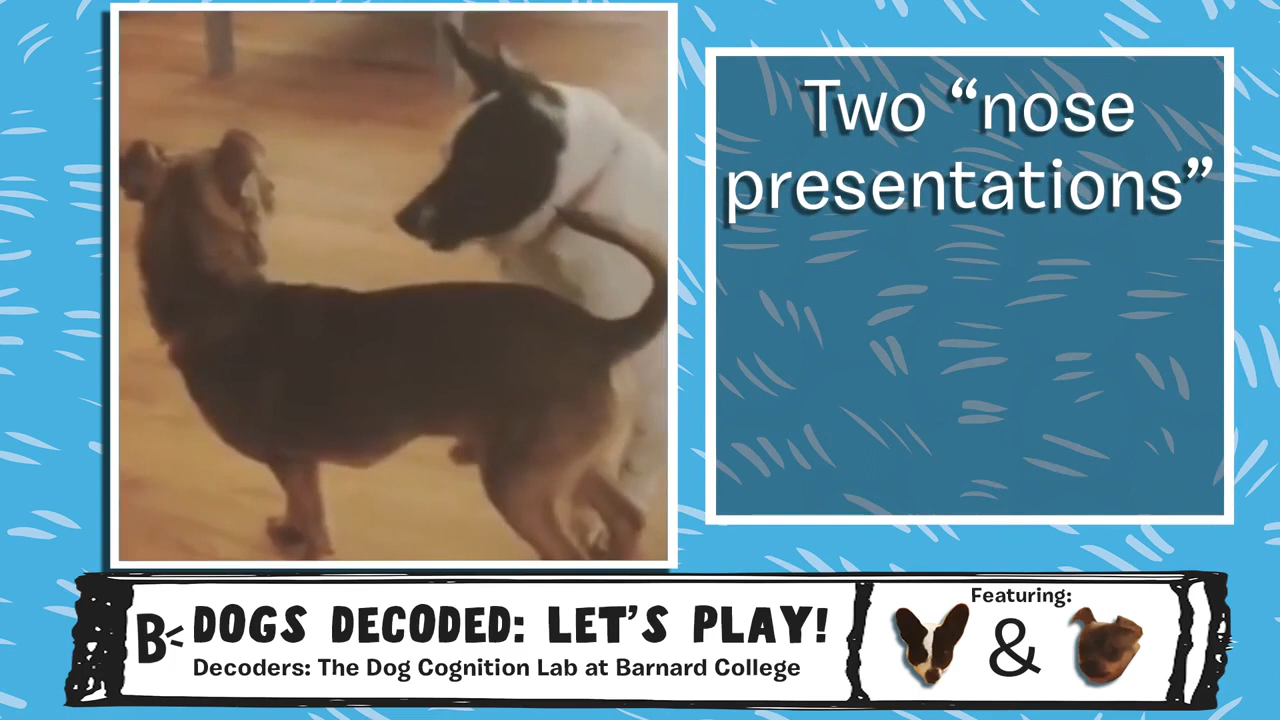 Two “nose
presentations”
B
DOGS DECODED: LET’S PLAY!
Decoders: The Dog Cognition Lab at Barnard College
Featuring:
&